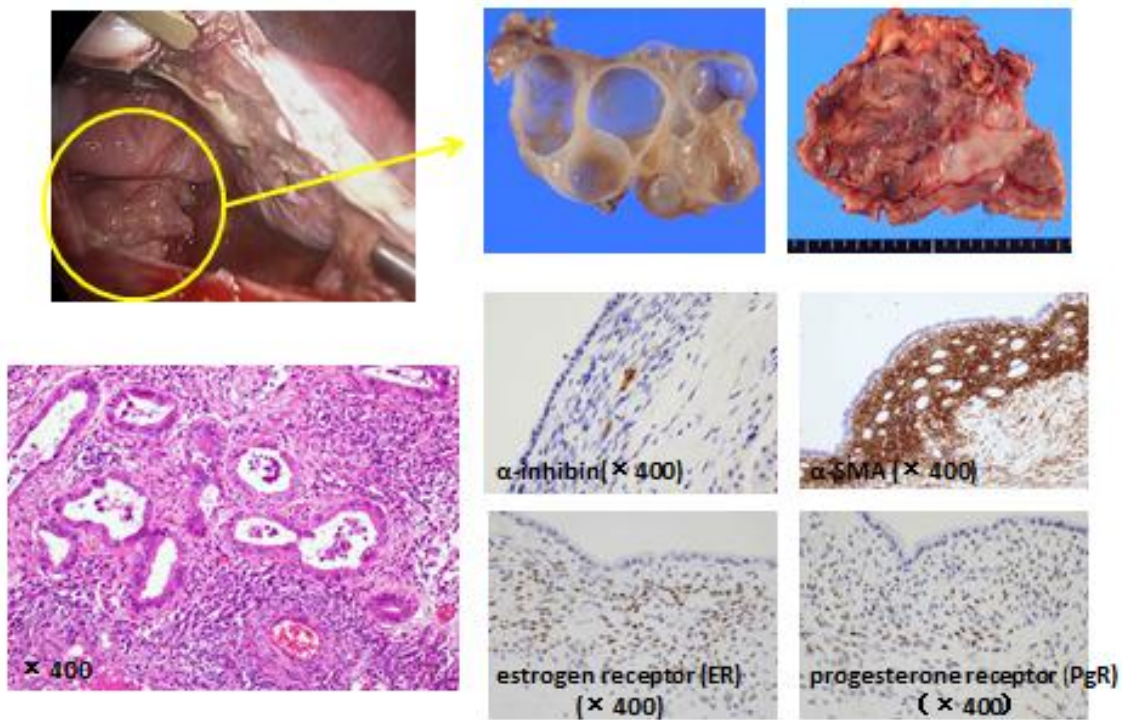 α-inhibin(× 400)
α-SMA (× 400)
× 400
estrogen receptor (ER)
(× 400)
progesterone receptor (PgR)
(× 400)